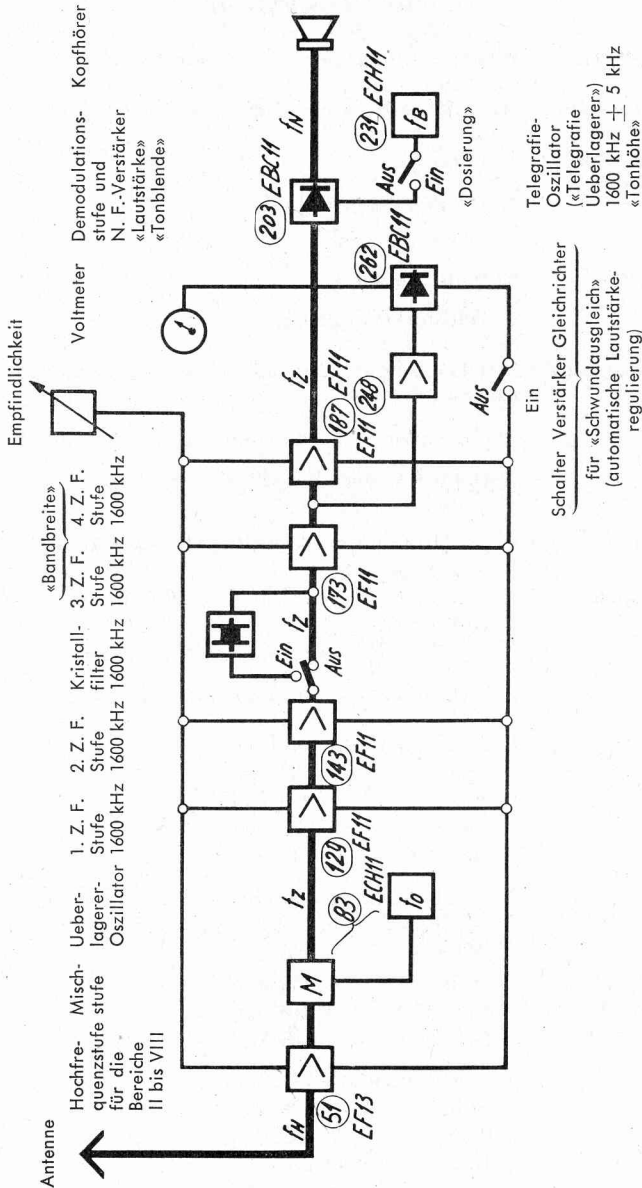 Antenne
Hochfre-
quenzstufe
für die
Bereiche
II bis VIII
Misch-
stufe
Ueber-
lagerer-
Oszillator
1. Z. F.
Stufe
1600 kHz
2. Z. F.
Stufe
1600 kHz
Kristall-
filter
1600 kHz
«Bandbreite»
3. Z. F.
Stufe
1600 kHz
4. Z. F.
Stufe
1600 kHz
Empfindlichkeit
Voltmeter
Demodulations-
stufe und
N. F.-Verstärker
«Lautstärke»
«Tonblende»
Kopfhörer
fH
51
EF13
M
83
ECH11
fO
fZ
129
EF11
143
EF11
Ein
Aus
fZ
173
EF11
187
EF11
fZ
248
EF11
262
EBC11
203
EBC11
fN
231
ECH11
fB
Aus
Ein
«Dosierung»
Aus
Ein
Schalter Verstärker Gleichrichter
für «Schwundausgleich»
(automatische Lautstärke-
regulierung)
Telegrafie-
Oszillator
(«Telegrafie
Ueberlagerer»)
1600 kHz ± 5 kHz
«Tonhöhe»